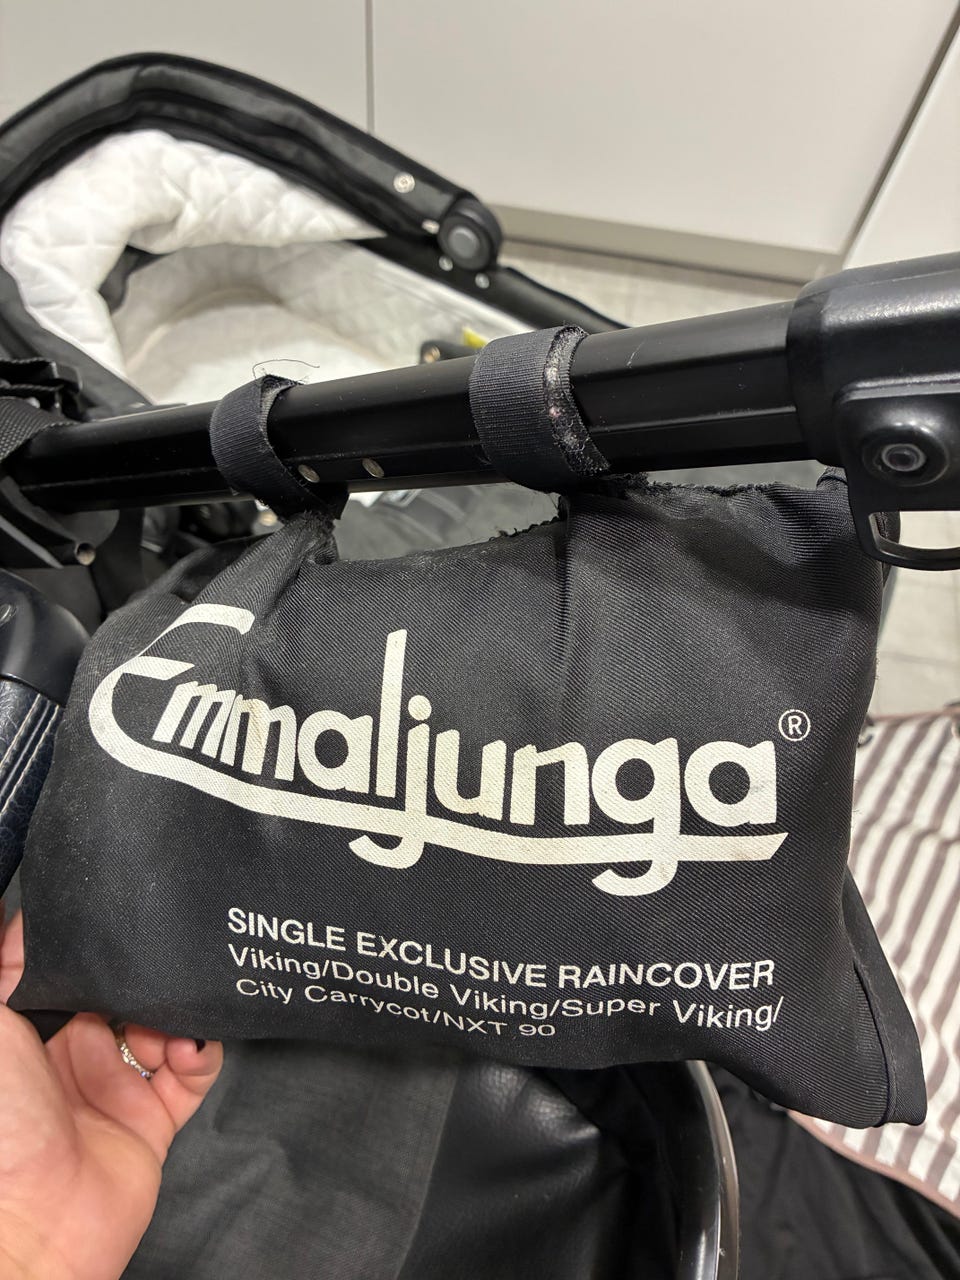 Emmaljunga®
SINGLE EXCLUSIVE RAINCOVER
Viking/Double Viking/Super Viking/
City Carrycot/NXT 90